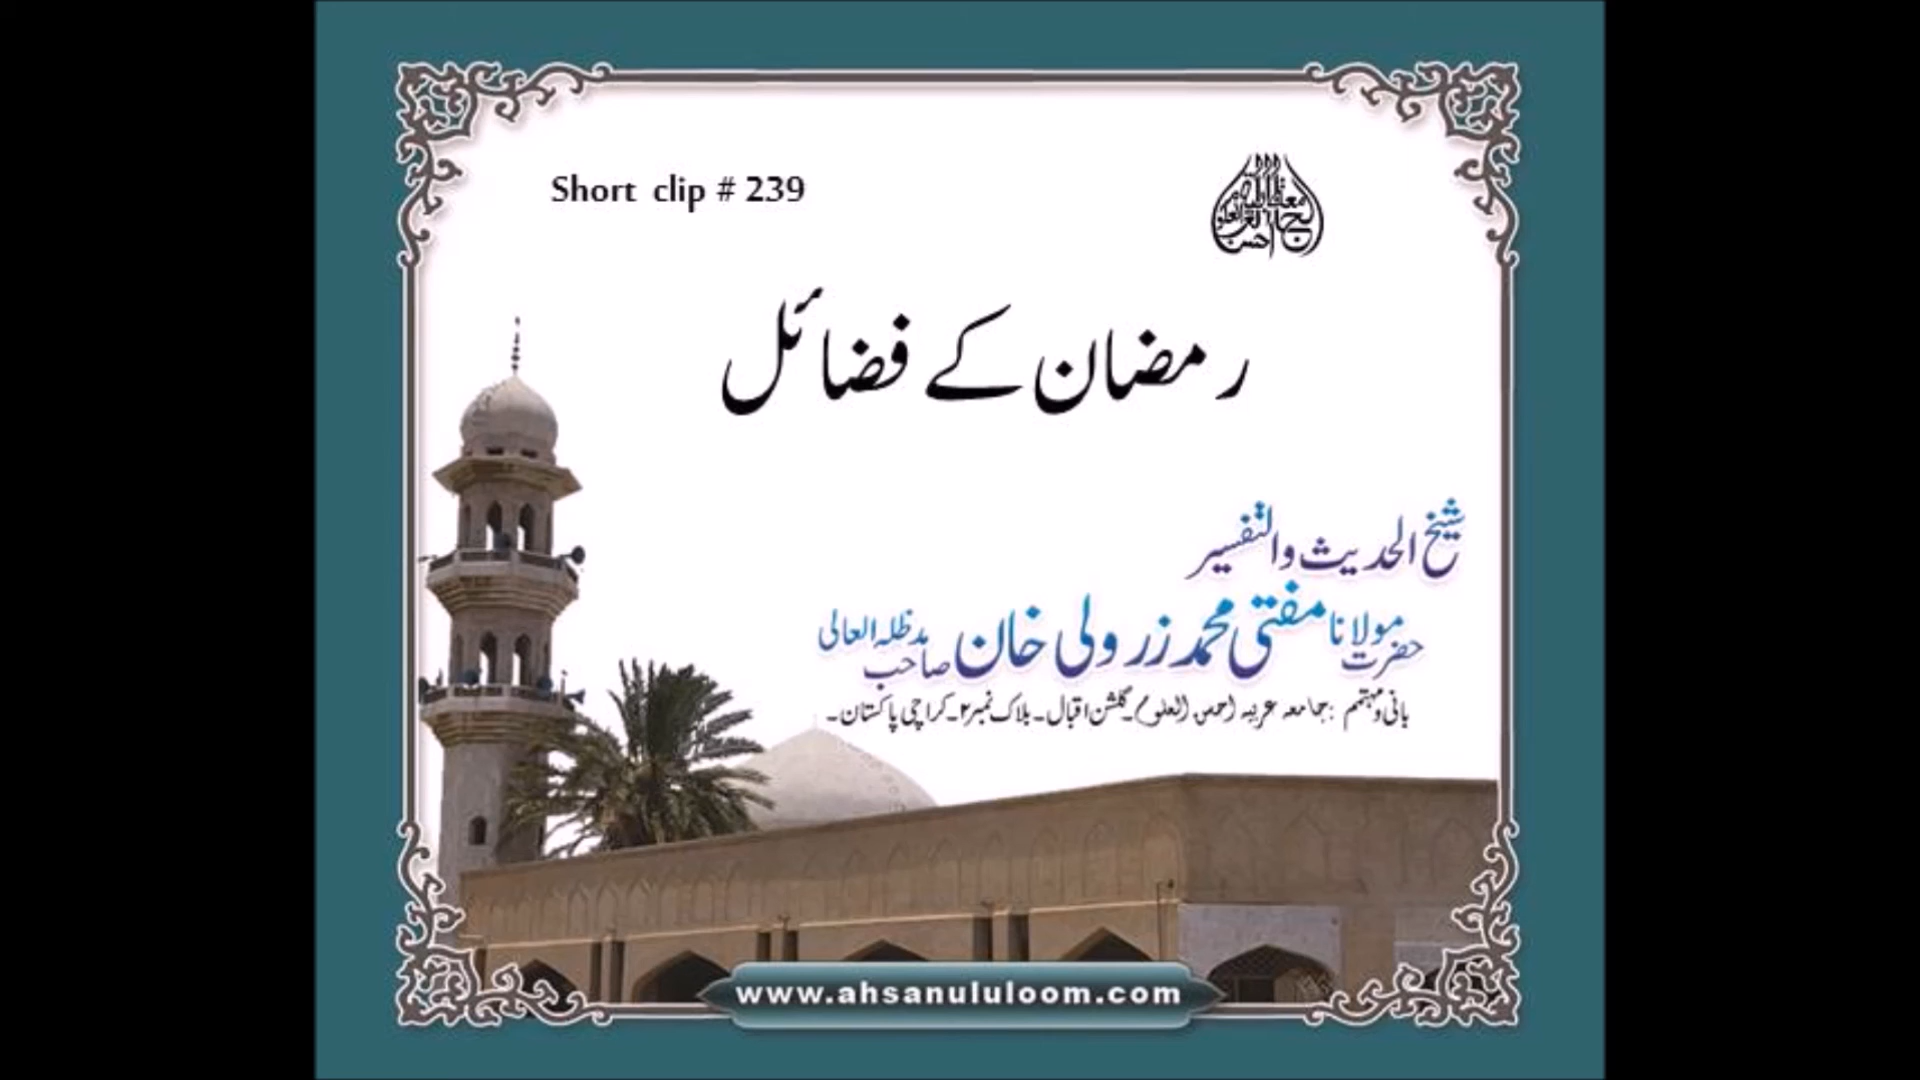 Short clip # 239
رمضان کے فضائل
شیخ الحدیث والتفسیر
حضرت مولانا مفتی محمد زر ولی خان صاحب مدظلہ العالی
بانی و مہتمم : جامعہ عربیہ احسن العلوم۔ گلشن اقبال۔ بلاک نمبر ۲۔ کراچی پاکستان۔
www.ahsanululoom.com